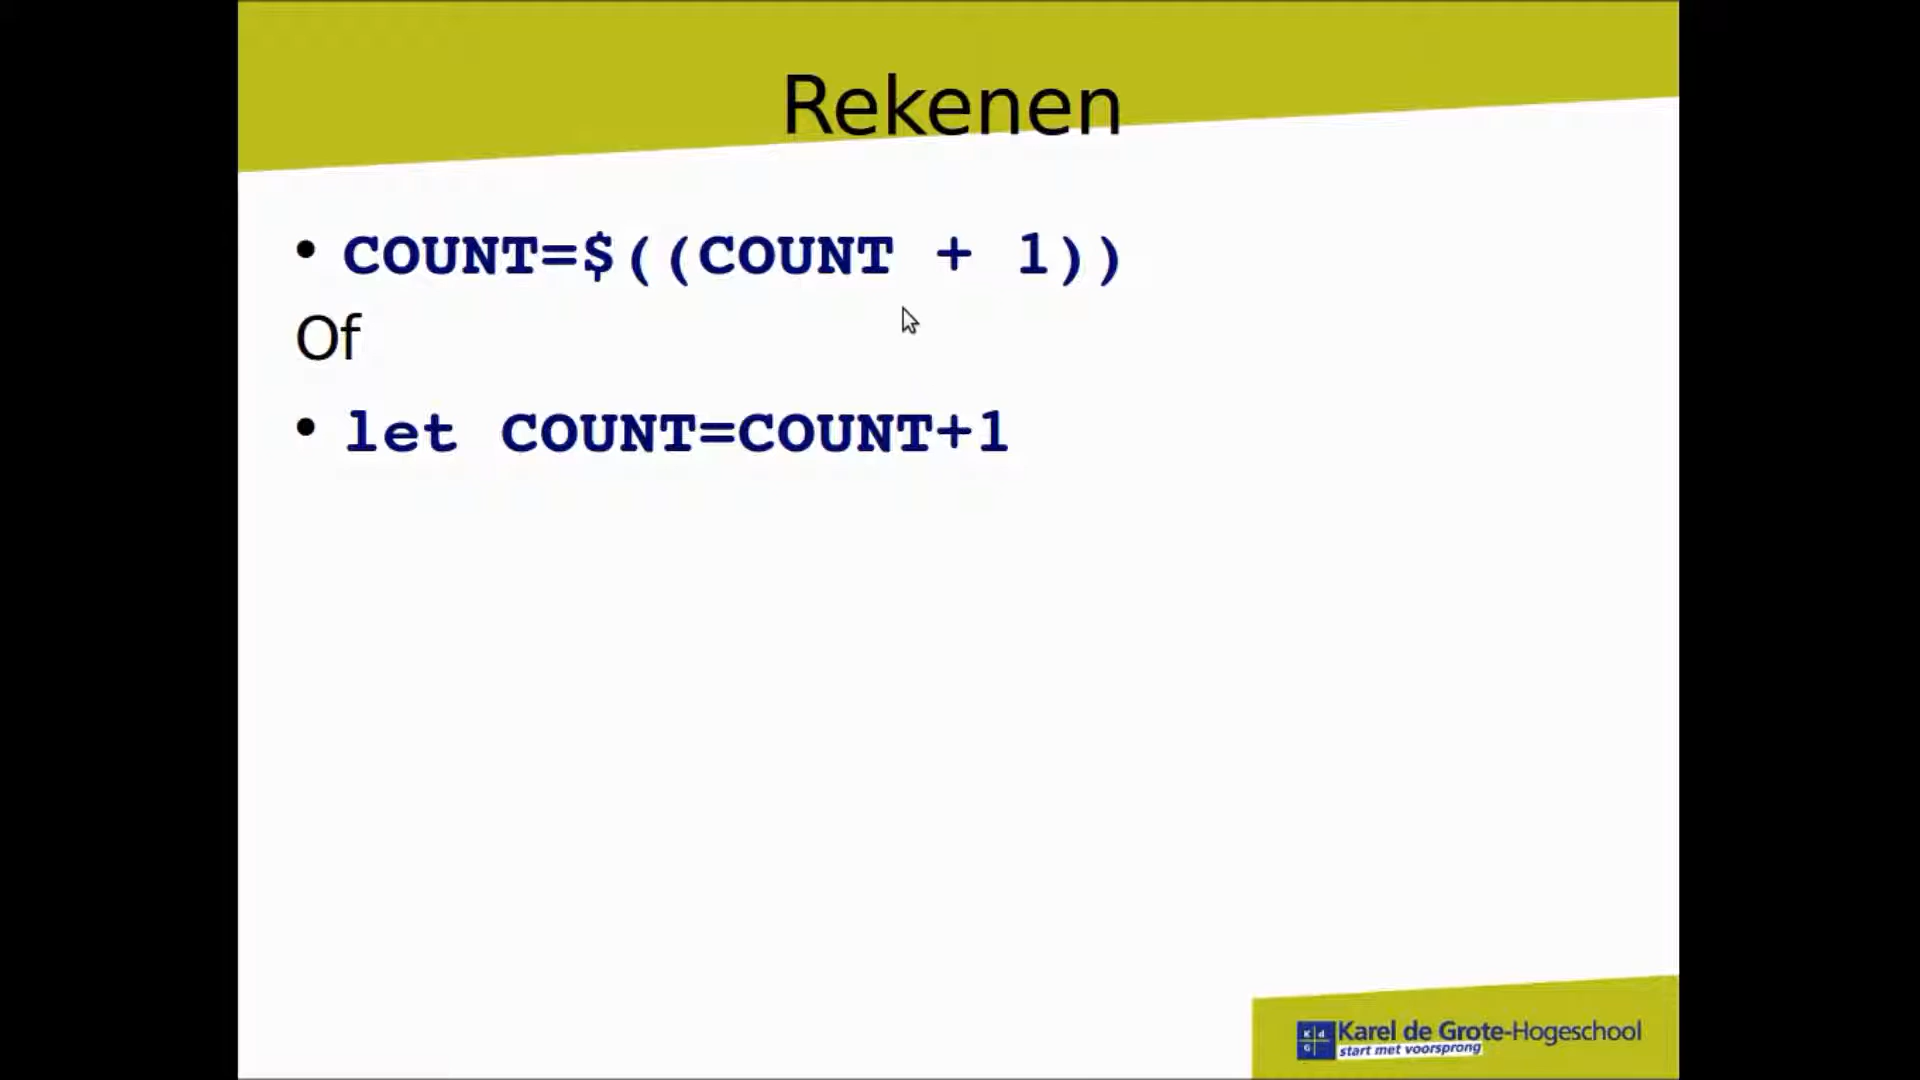 Rekenen
• COUNT=$((COUNT + 1))
Of
• let COUNT=COUNT+1
K d G
Karel de Grote-Hogeschool
start met voorsprong